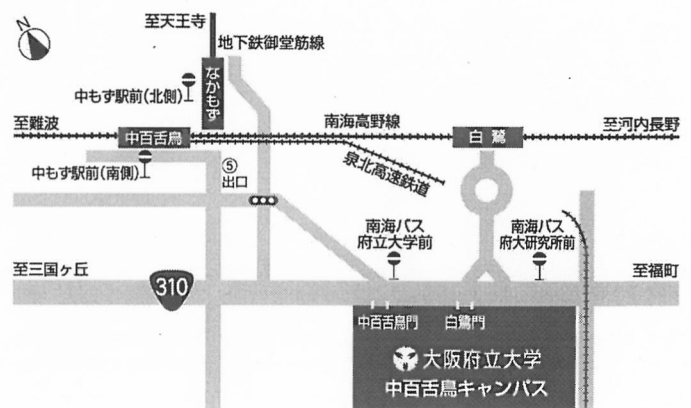 N
至天王寺
地下鉄御堂筋線
なかもず
中もず駅前(北側)
至難波
中百舌鳥
南海高野線
白鷺
至河内長野
中もず駅前(南側)
⑤
出口
泉北高速鉄道
南海バス
府立大学前
南海バス
府大研究所前
至三国ヶ丘
310
至福町
中百舌鳥門
白鷺門
大阪府立大学
中百舌鳥キャンパス